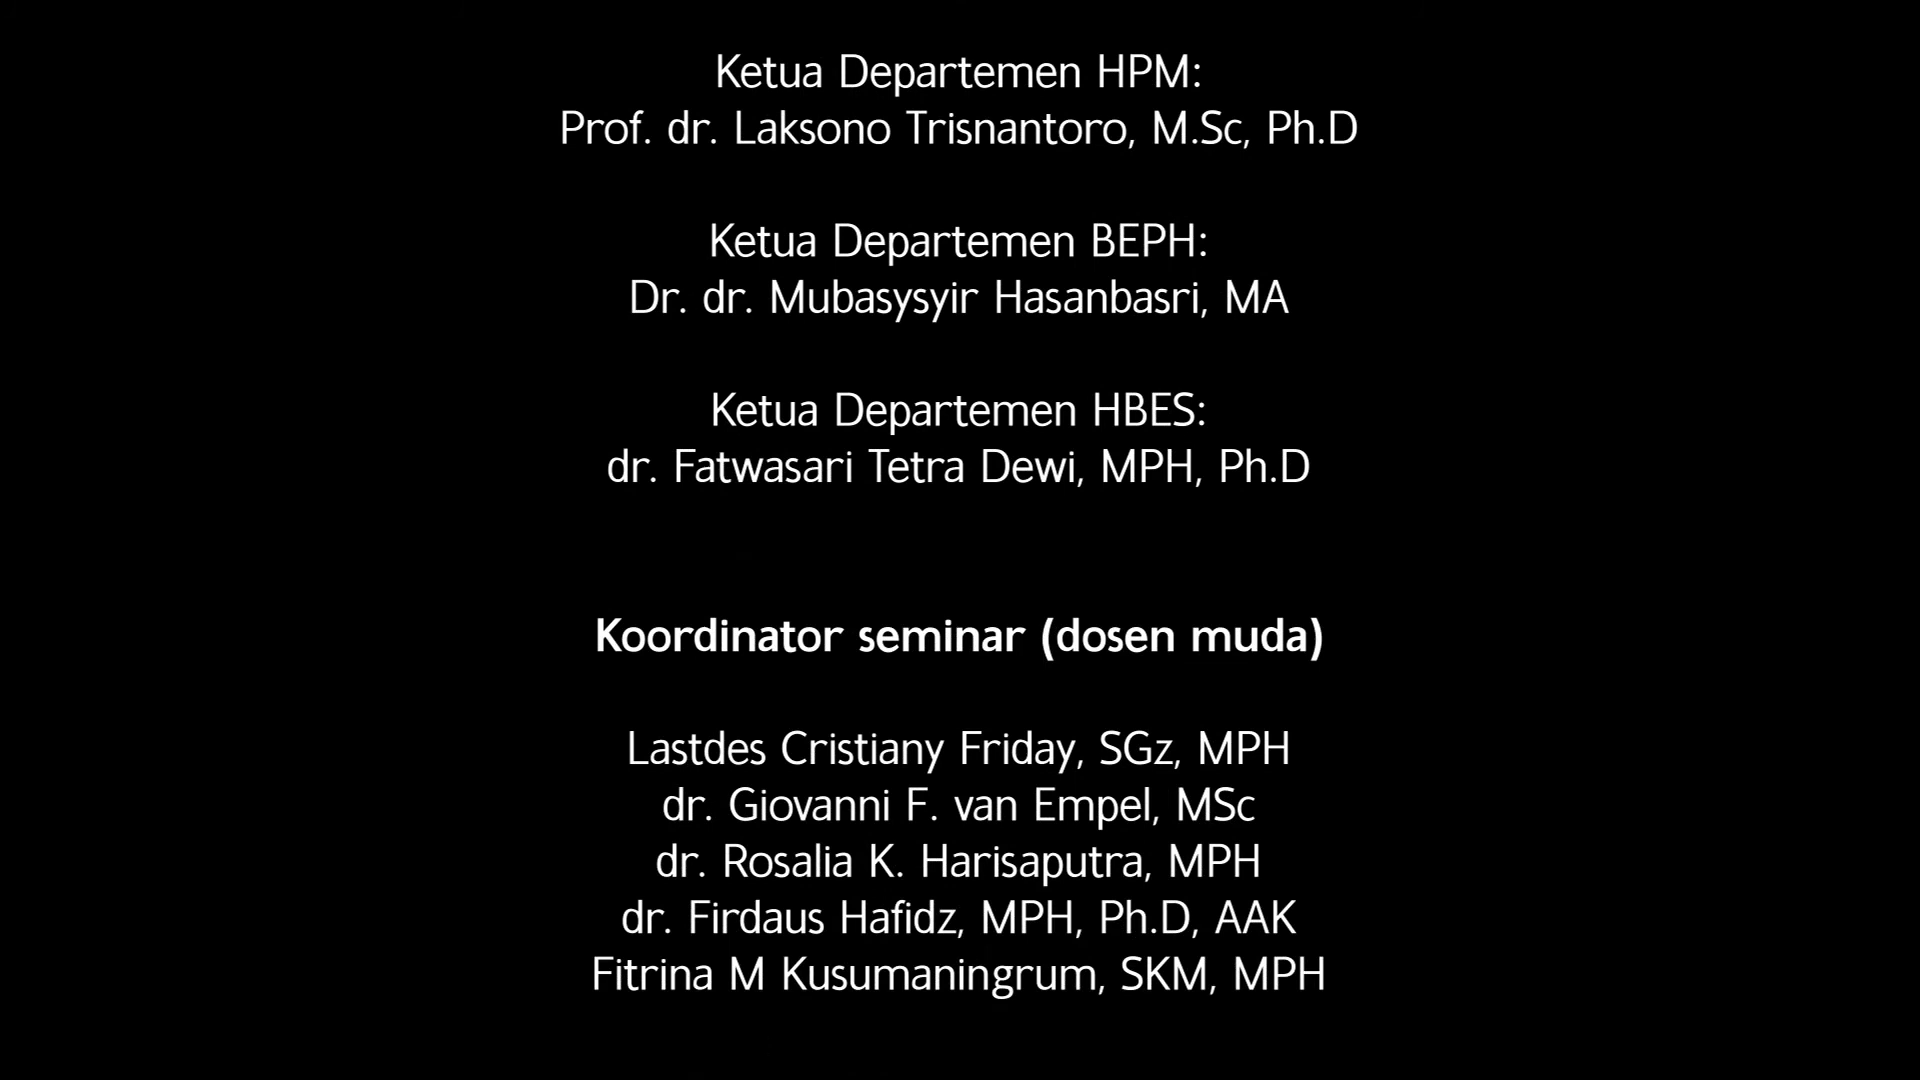 Ketua Departemen HPM:
Prof. dr. Laksono Trisnantoro, M.Sc, Ph.D
Ketua Departemen BEPH:
Dr. dr. Mubasysyir Hasanbasri, MA
Ketua Departemen HBES:
dr. Fatwasari Tetra Dewi, MPH, Ph.D
Koordinator seminar (dosen muda)
Lastdes Cristiany Friday, SGz, MPH
dr. Giovanni F. van Empel, MSc
dr. Rosalia K. Harisaputra, MPH
dr. Firdaus Hafidz, MPH, Ph.D, AAK
Fitrina M Kusumaningrum, SKM, MPH